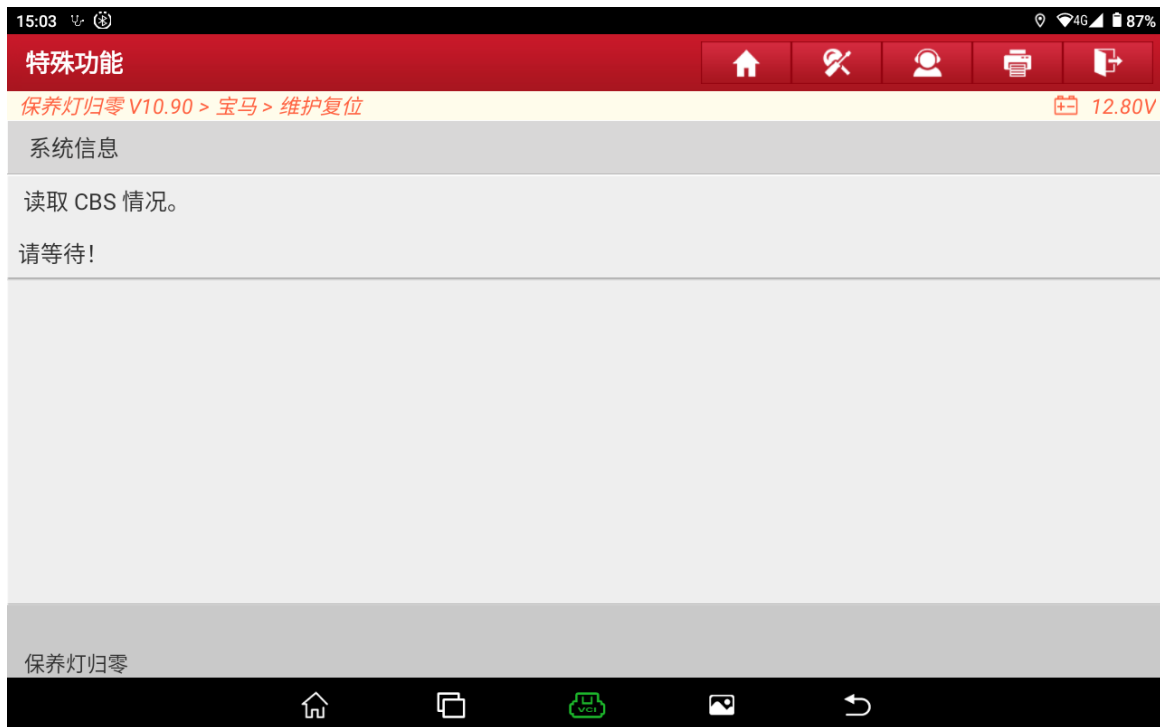 15:03 4G 87%
特殊功能
保养灯归零 V10.90 > 宝马 > 维护复位 12.80V
系统信息
读取 CBS 情况。
请等待！
保养灯归零
VCI